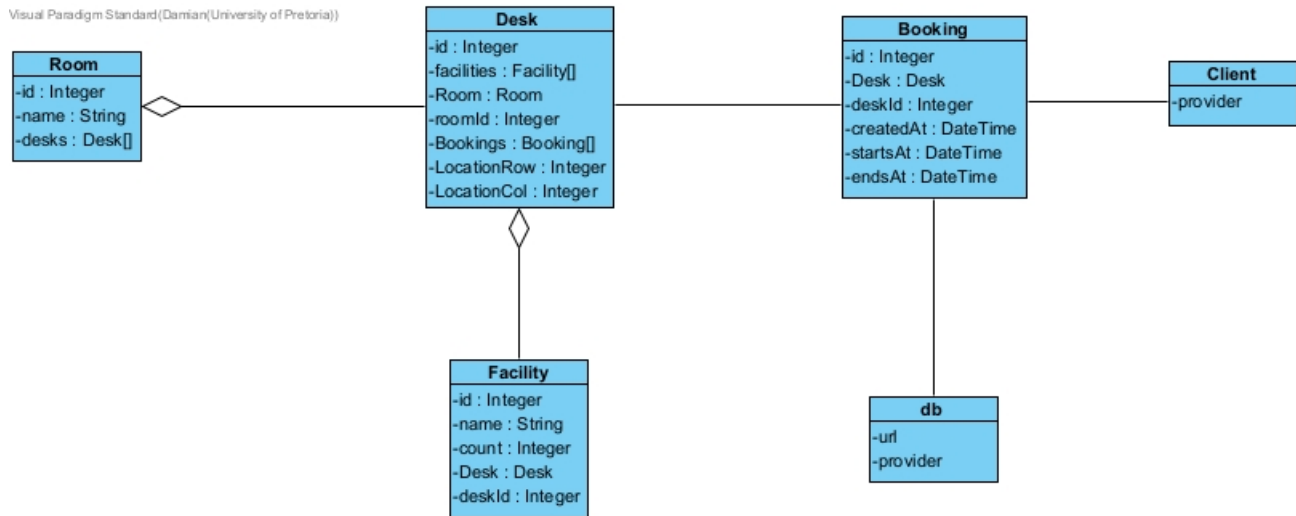 Visual Paradigm Standard(Damian(University of Pretoria))
Room
-id : Integer
-name : String
-desks : Desk[]
Desk
-id : Integer
-facilities : Facility[]
-Room : Room
-roomId : Integer
-Bookings : Booking[]
-LocationRow : Integer
-LocationCol : Integer
Booking
-id : Integer
-Desk : Desk
-deskId : Integer
-createdAt : DateTime
-startsAt : DateTime
-endsAt : DateTime
Client
-provider
Facility
-id : Integer
-name : String
-count : Integer
-Desk : Desk
-deskId : Integer
db
-url
-provider